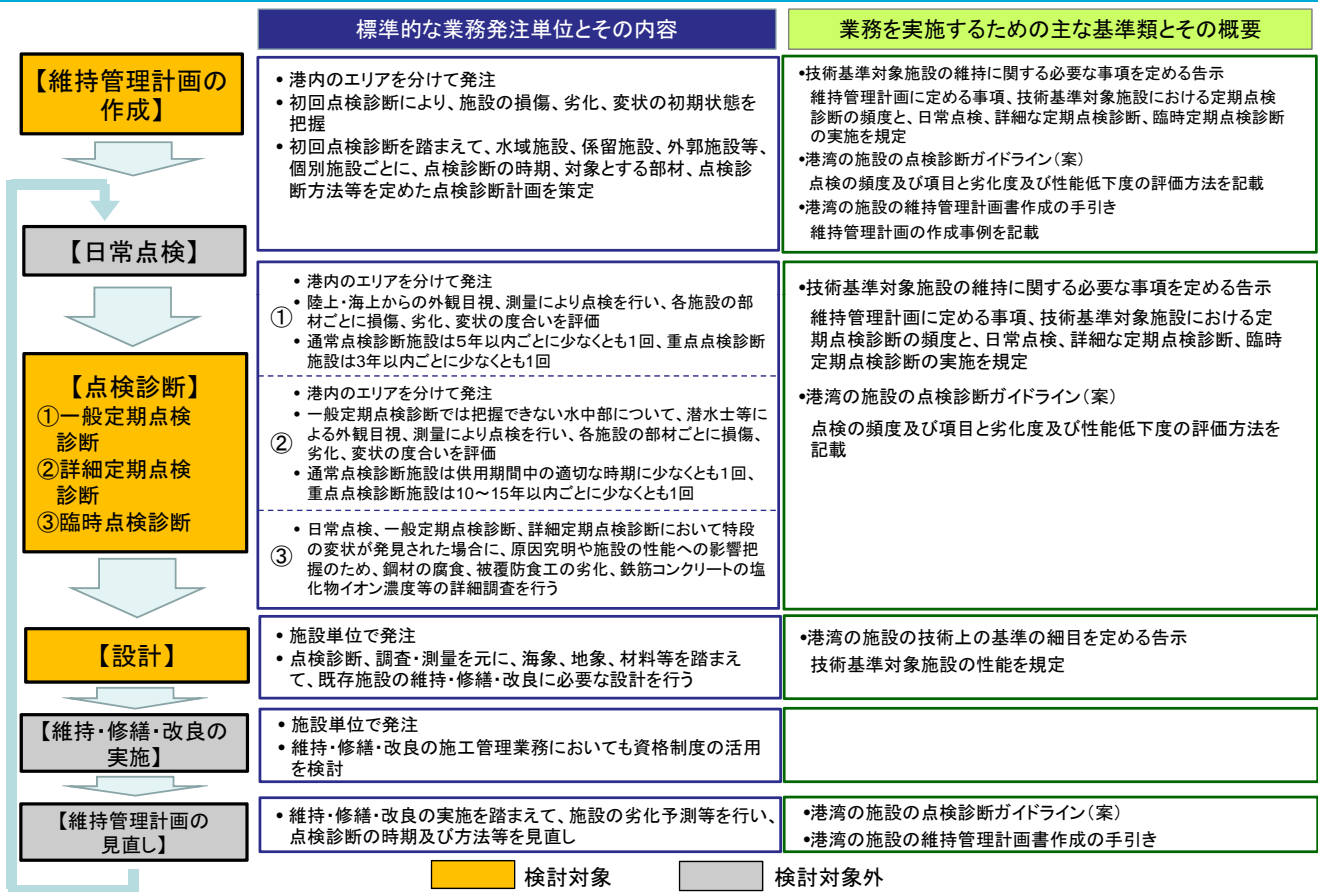 標準的な業務発注単位とその内容
業務を実施するための主な基準類とその概要
【維持管理計画の
作成】
• 港内のエリアを分けて発注
• 初回点検診断により、施設の損傷、劣化、変状の初期状態を
把握
• 初回点検診断を踏まえて、水域施設、係留施設、外郭施設等、
個別施設ごとに、点検診断の時期、対象とする部材、点検診
断方法等を定めた点検診断計画を策定
•技術基準対象施設の維持に関する必要な事項を定める告示
維持管理計画に定める事項、技術基準対象施設における定期点検
診断の頻度と、日常点検、詳細な定期点検診断、臨時定期点検診断
の実施を規定
•港湾の施設の点検診断ガイドライン（案）
点検の頻度及び項目と劣化度及び性能低下度の評価方法を記載
•港湾の施設の維持管理計画書作成の手引き
維持管理計画の作成事例を記載
【日常点検】
【点検診断】
①一般定期点検
診断
②詳細定期点検
診断
③臨時点検診断
①
• 港内のエリアを分けて発注
• 陸上・海上からの外観目視、測量により点検を行い、各施設の部
材ごとに損傷、劣化、変状の度合いを評価
• 通常点検診断施設は5年以内ごとに少なくとも1回、重点点検診断
施設は3年以内ごとに少なくとも1回
②
• 港内のエリアを分けて発注
• 一般定期点検診断では把握できない水中部について、潜水士等に
よる外観目視、測量により点検を行い、各施設の部材ごとに損傷、
劣化、変状の度合いを評価
• 通常点検診断施設は供用期間中の適切な時期に少なくとも1回、
重点点検診断施設は10～15年以内ごとに少なくとも1回
③
• 日常点検、一般定期点検診断、詳細定期点検診断において特段
の変状が発見された場合に、原因究明や施設の性能への影響把
握のため、鋼材の腐食、被覆防食工の劣化、鉄筋コンクリートの塩
化物イオン濃度等の詳細調査を行う
•技術基準対象施設の維持に関する必要な事項を定める告示
維持管理計画に定める事項、技術基準対象施設における定
期点検診断の頻度と、日常点検、詳細な定期点検診断、臨時
定期点検診断の実施を規定
•港湾の施設の点検診断ガイドライン（案）
点検の頻度及び項目と劣化度及び性能低下度の評価方法を
記載
【設計】
• 施設単位で発注
• 点検診断、調査・測量を元に、海象、地象、材料等を踏まえ
て、既存施設の維持・修繕・改良に必要な設計を行う
•港湾の施設の技術上の基準の細目を定める告示
技術基準対象施設の性能を規定
【維持・修繕・改良の
実施】
• 施設単位で発注
• 維持・修繕・改良の施工管理業務においても資格制度の活用
を検討
【維持管理計画の
見直し】
• 維持・修繕・改良の実施を踏まえて、施設の劣化予測等を行い、
点検診断の時期及び方法等を見直し
•港湾の施設の点検診断ガイドライン（案）
•港湾の施設の維持管理計画書作成の手引き
検討対象
検討対象外